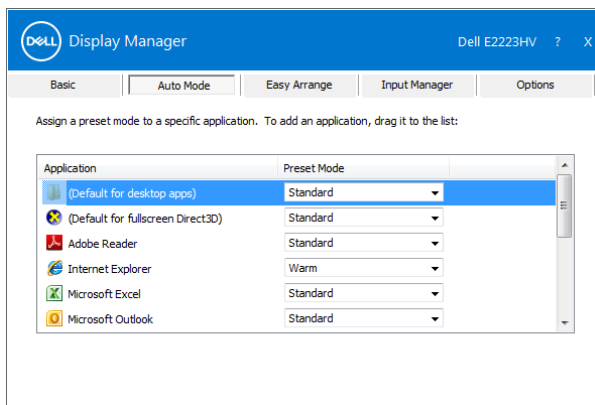 DELL Display Manager Dell E2223HV ? X
Basic Auto Mode Easy Arrange Input Manager Options
Assign a preset mode to a specific application. To add an application, drag it to the list:
Application Preset Mode
(Default for desktop apps) Standard
(Default for fullscreen Direct3D) Standard
Adobe Reader Standard
Internet Explorer Warm
Microsoft Excel Standard
Microsoft Outlook Standard